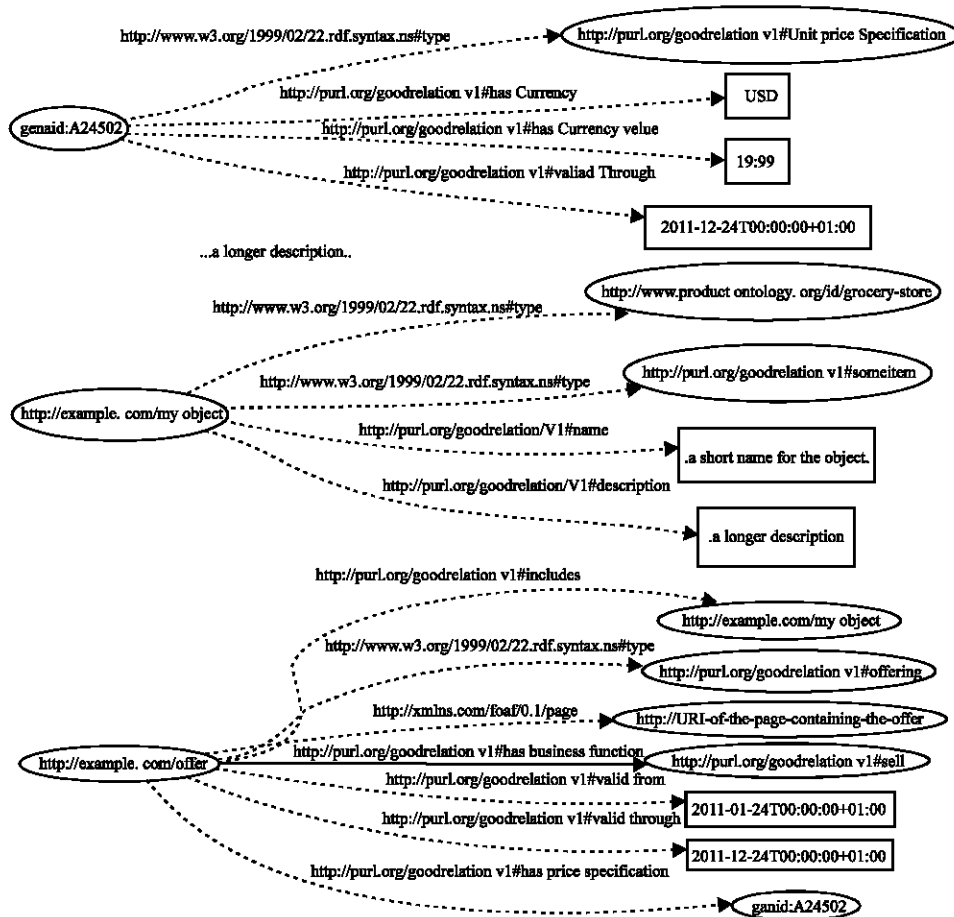 http://www.w3.org/1999/02/22.rdf.syntax.ns#type
http://purl.org/goodrelation v1#Unit price Specification
http://purl.org/goodrelation v1#has Currency
USD
genaid:A24502
http://purl.org/goodrelation v1#has Currency velue
19:99
http://purl.org/goodrelation v1#valiad Through
2011-12-24T00:00:00+01:00
...a longer description..
http://www.product ontology. org/id/grocery-store
http://www.w3.org/1999/02/22.rdf.syntax.ns#type
http://www.w3.org/1999/02/22.rdf.syntax.ns#type
http://purl.org/goodrelation v1#someitem
http://example. com/my object
http://purl.org/goodrelation/V1#name
.a short name for the object.
http://purl.org/goodrelation/V1#description
.a longer description
http://purl.org/goodrelation v1#includes
http://example.com/my object
http://www.w3.org/1999/02/22.rdf.syntax.ns#type
http://purl.org/goodrelation v1#offering
http://xmlns.com/foaf/0.1/page
http://URI-of-the-page-containing-the-offer
http://purl.org/goodrelation v1#has business function
http://example. com/offer
http://purl.org/goodrelation v1#sell
http://purl.org/goodrelation v1#valid from
2011-01-24T00:00:00+01:00
http://purl.org/goodrelation v1#valid through
2011-12-24T00:00:00+01:00
http://purl.org/goodrelation v1#has price specification
ganid:A24502